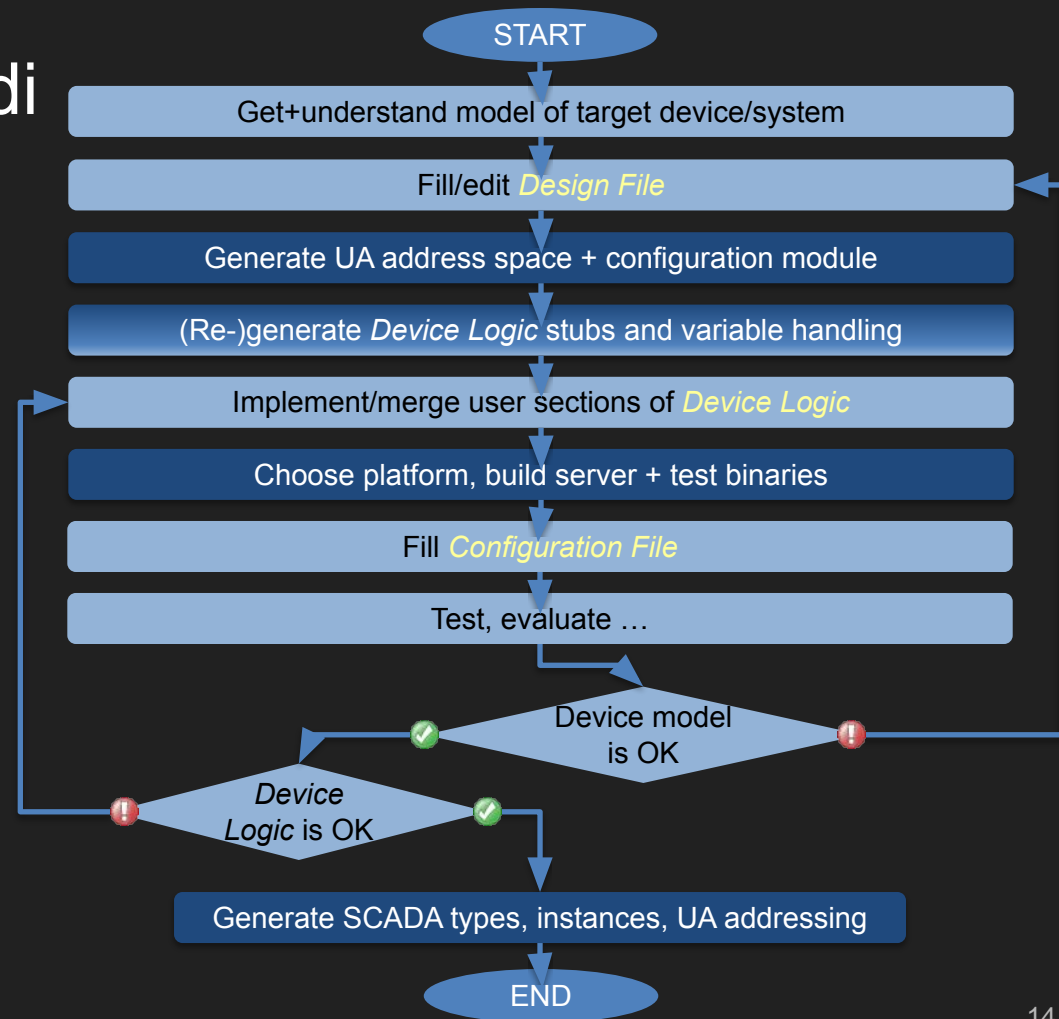 di
START
Get+understand model of target device/system
Fill/edit Design File
Generate UA address space + configuration module
(Re-)generate Device Logic stubs and variable handling
Implement/merge user sections of Device Logic
Choose platform, build server + test binaries
Fill Configuration File
Test, evaluate …
Device model
is OK
Device
Logic is OK
Generate SCADA types, instances, UA addressing
END
14